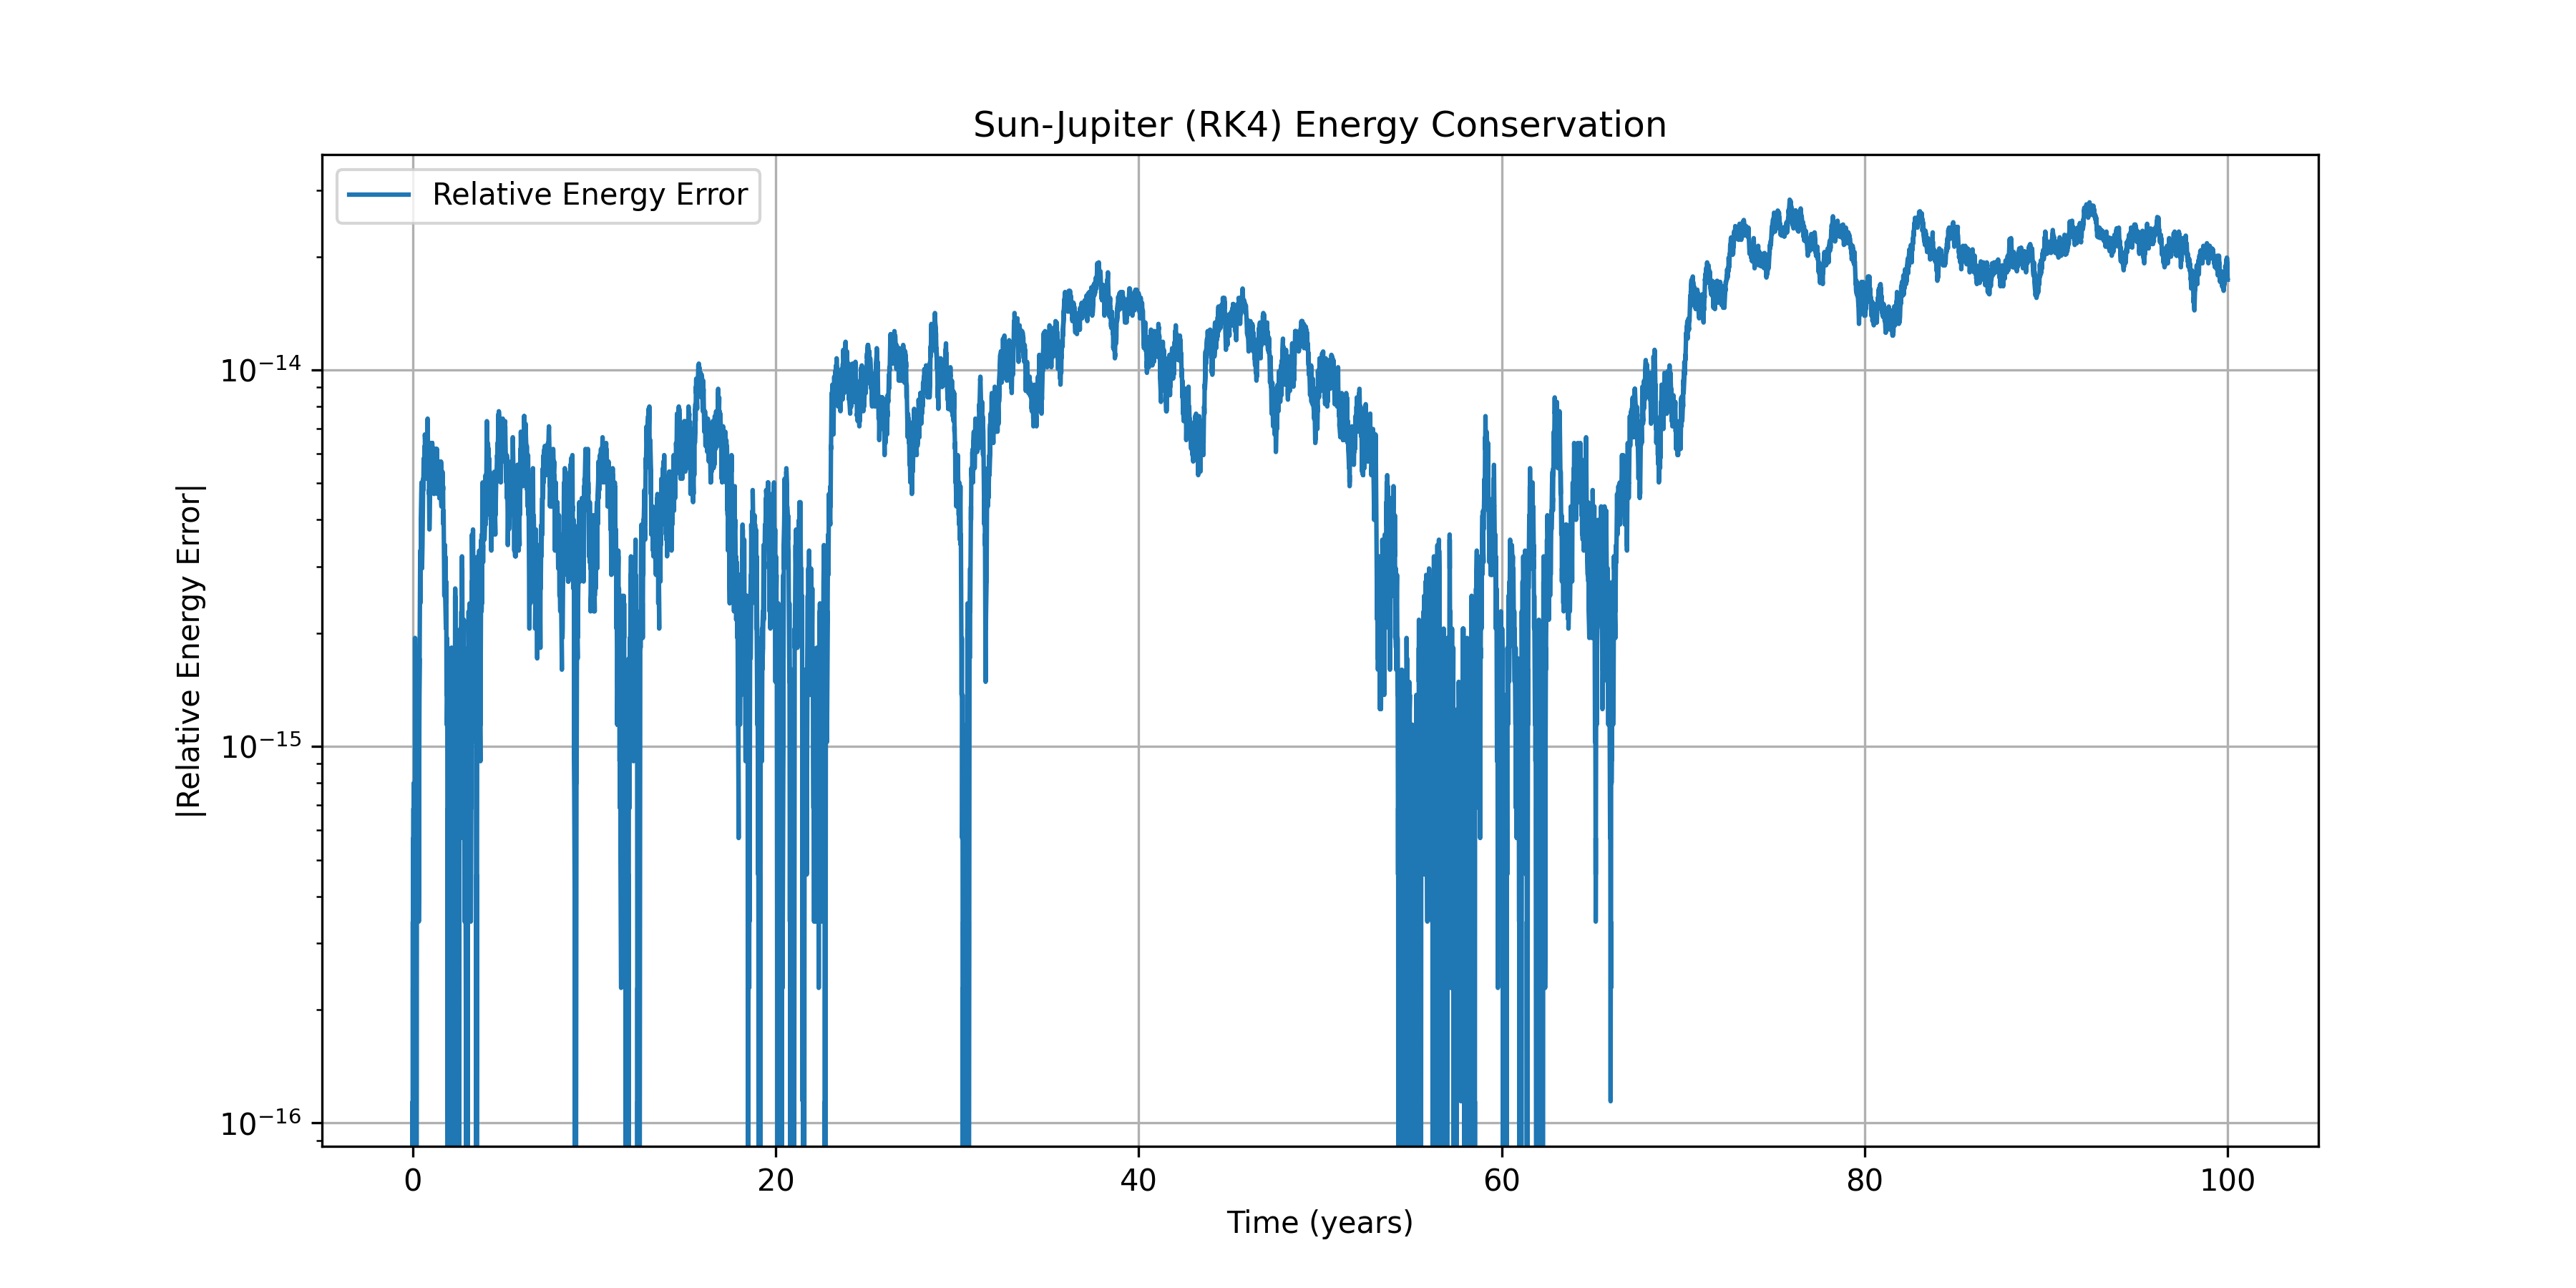 Sun-Jupiter (RK4) Energy Conservation
Relative Energy Error
|Relative Energy Error|
10⁻¹⁴
10⁻¹⁵
10⁻¹⁶
0 20 40 60 80 100
Time (years)